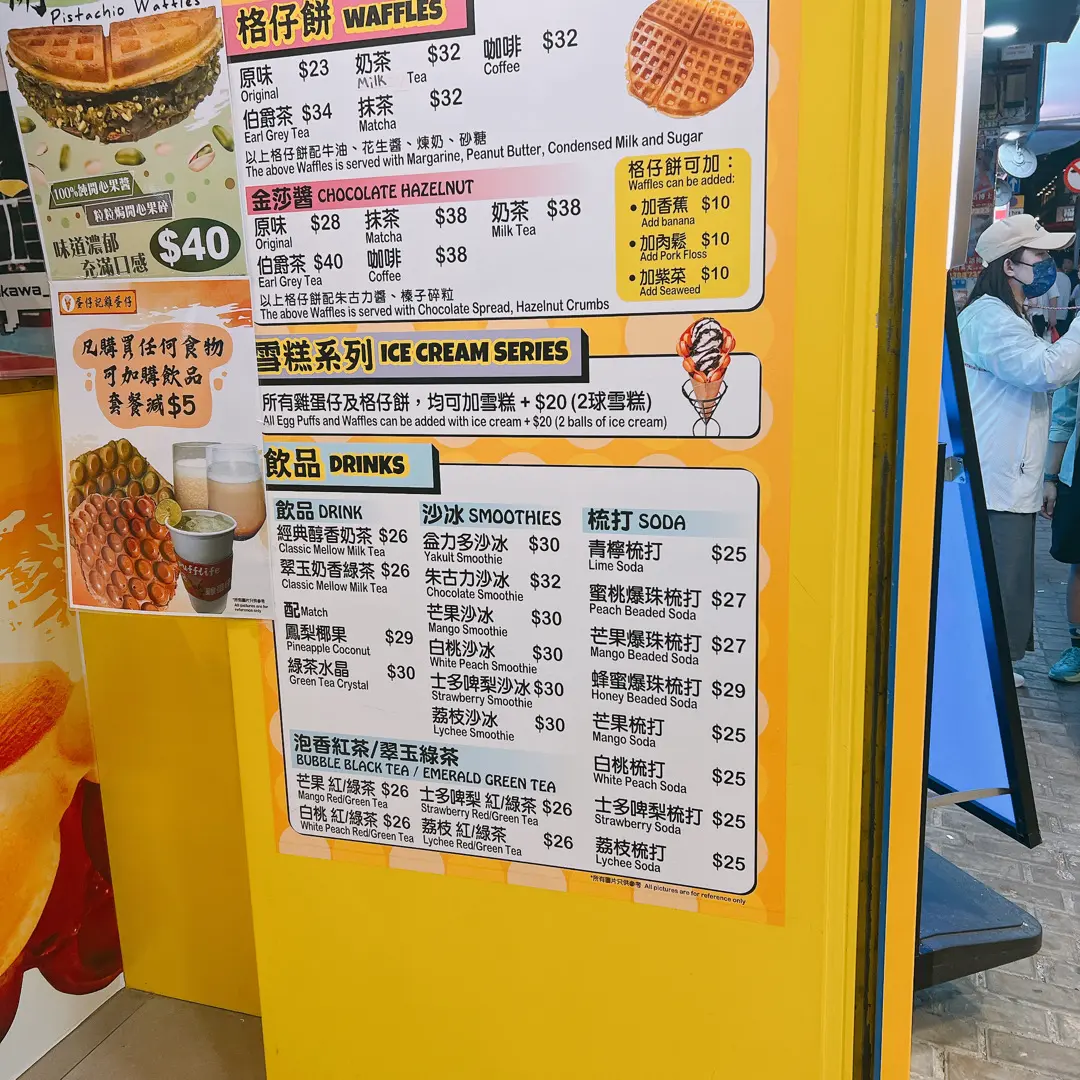 Pistachio Waffles
100%純開心果醬
粒粒焗開心果碎
味道濃郁
充滿口感
$40
蛋仔記雞蛋仔
凡購買任何食物
可加購飲品
套餐減$5
All pictures are for reference only
格仔餅 WAFFLES
原味 $23 奶茶 $32 咖啡 $32
Original Milk Tea Coffee
伯爵茶 $34 抹茶 $32
Earl Grey Tea Matcha
以上格仔餅配牛油、花生醬、煉奶、砂糖
The above Waffles is served with Margarine, Peanut Butter, Condensed Milk and Sugar
金莎醬 CHOCOLATE HAZELNUT
原味 $28 抹茶 $38 奶茶 $38
Original Matcha Milk Tea
伯爵茶 $40 咖啡 $38
Earl Grey Tea Coffee
以上格仔餅配朱古力醬、榛子碎粒
The above Waffles is served with Chocolate Spread, Hazelnut Crumbs
格仔餅可加：
Waffles can be added:
• 加香蕉 $10
Add banana
• 加肉鬆 $10
Add Pork Floss
• 加紫菜 $10
Add Seaweed
雪糕系列 ICE CREAM SERIES
所有雞蛋仔及格仔餅，均可加雪糕 + $20 (2球雪糕)
All Egg Puffs and Waffles can be added with ice cream + $20 (2 balls of ice cream)
飲品 DRINKS
飲品 DRINK
經典醇香奶茶 $26
Classic Mellow Milk Tea
翠玉奶香綠茶 $26
Classic Mellow Milk Tea
配 Match
鳳梨椰果 $29
Pineapple Coconut
綠茶水晶 $30
Green Tea Crystal
沙冰 SMOOTHIES
益力多沙冰 $30
Yakult Smoothie
朱古力沙冰 $32
Chocolate Smoothie
芒果沙冰 $30
Mango Smoothie
白桃沙冰 $30
White Peach Smoothie
士多啤梨沙冰 $30
Strawberry Smoothie
荔枝沙冰 $30
Lychee Smoothie
梳打 SODA
青檸梳打 $25
Lime Soda
蜜桃爆珠梳打 $27
Peach Beaded Soda
芒果爆珠梳打 $27
Mango Beaded Soda
蜂蜜爆珠梳打 $29
Honey Beaded Soda
芒果梳打 $25
Mango Soda
白桃梳打 $25
White Peach Soda
士多啤梨梳打 $25
Strawberry Soda
荔枝梳打 $25
Lychee Soda
泡香紅茶/翠玉綠茶
BUBBLE BLACK TEA / EMERALD GREEN TEA
芒果 紅/綠茶 $26 士多啤梨 紅/綠茶 $26
Mango Red/Green Tea Strawberry Red/Green Tea
白桃 紅/綠茶 $26 荔枝 紅/綠茶 $26
White Peach Red/Green Tea Lychee Red/Green Tea
*所有圖片只供參考 All pictures are for reference only